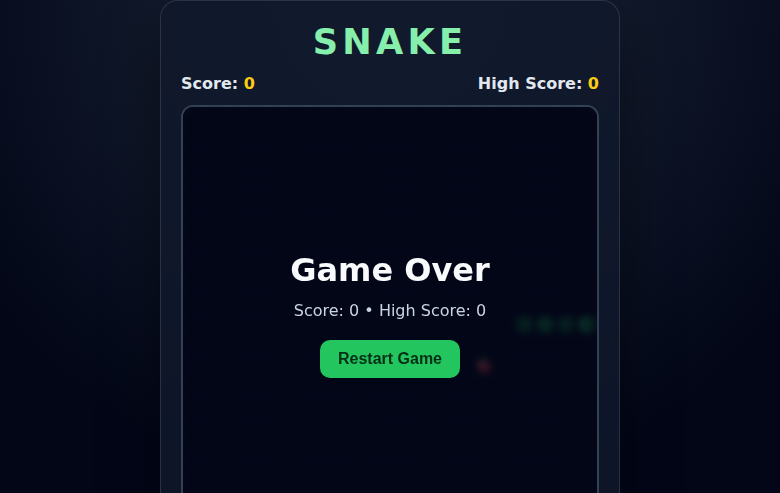 SNAKE
Score: 0 High Score: 0
Game Over
Score: 0 • High Score: 0
Restart Game